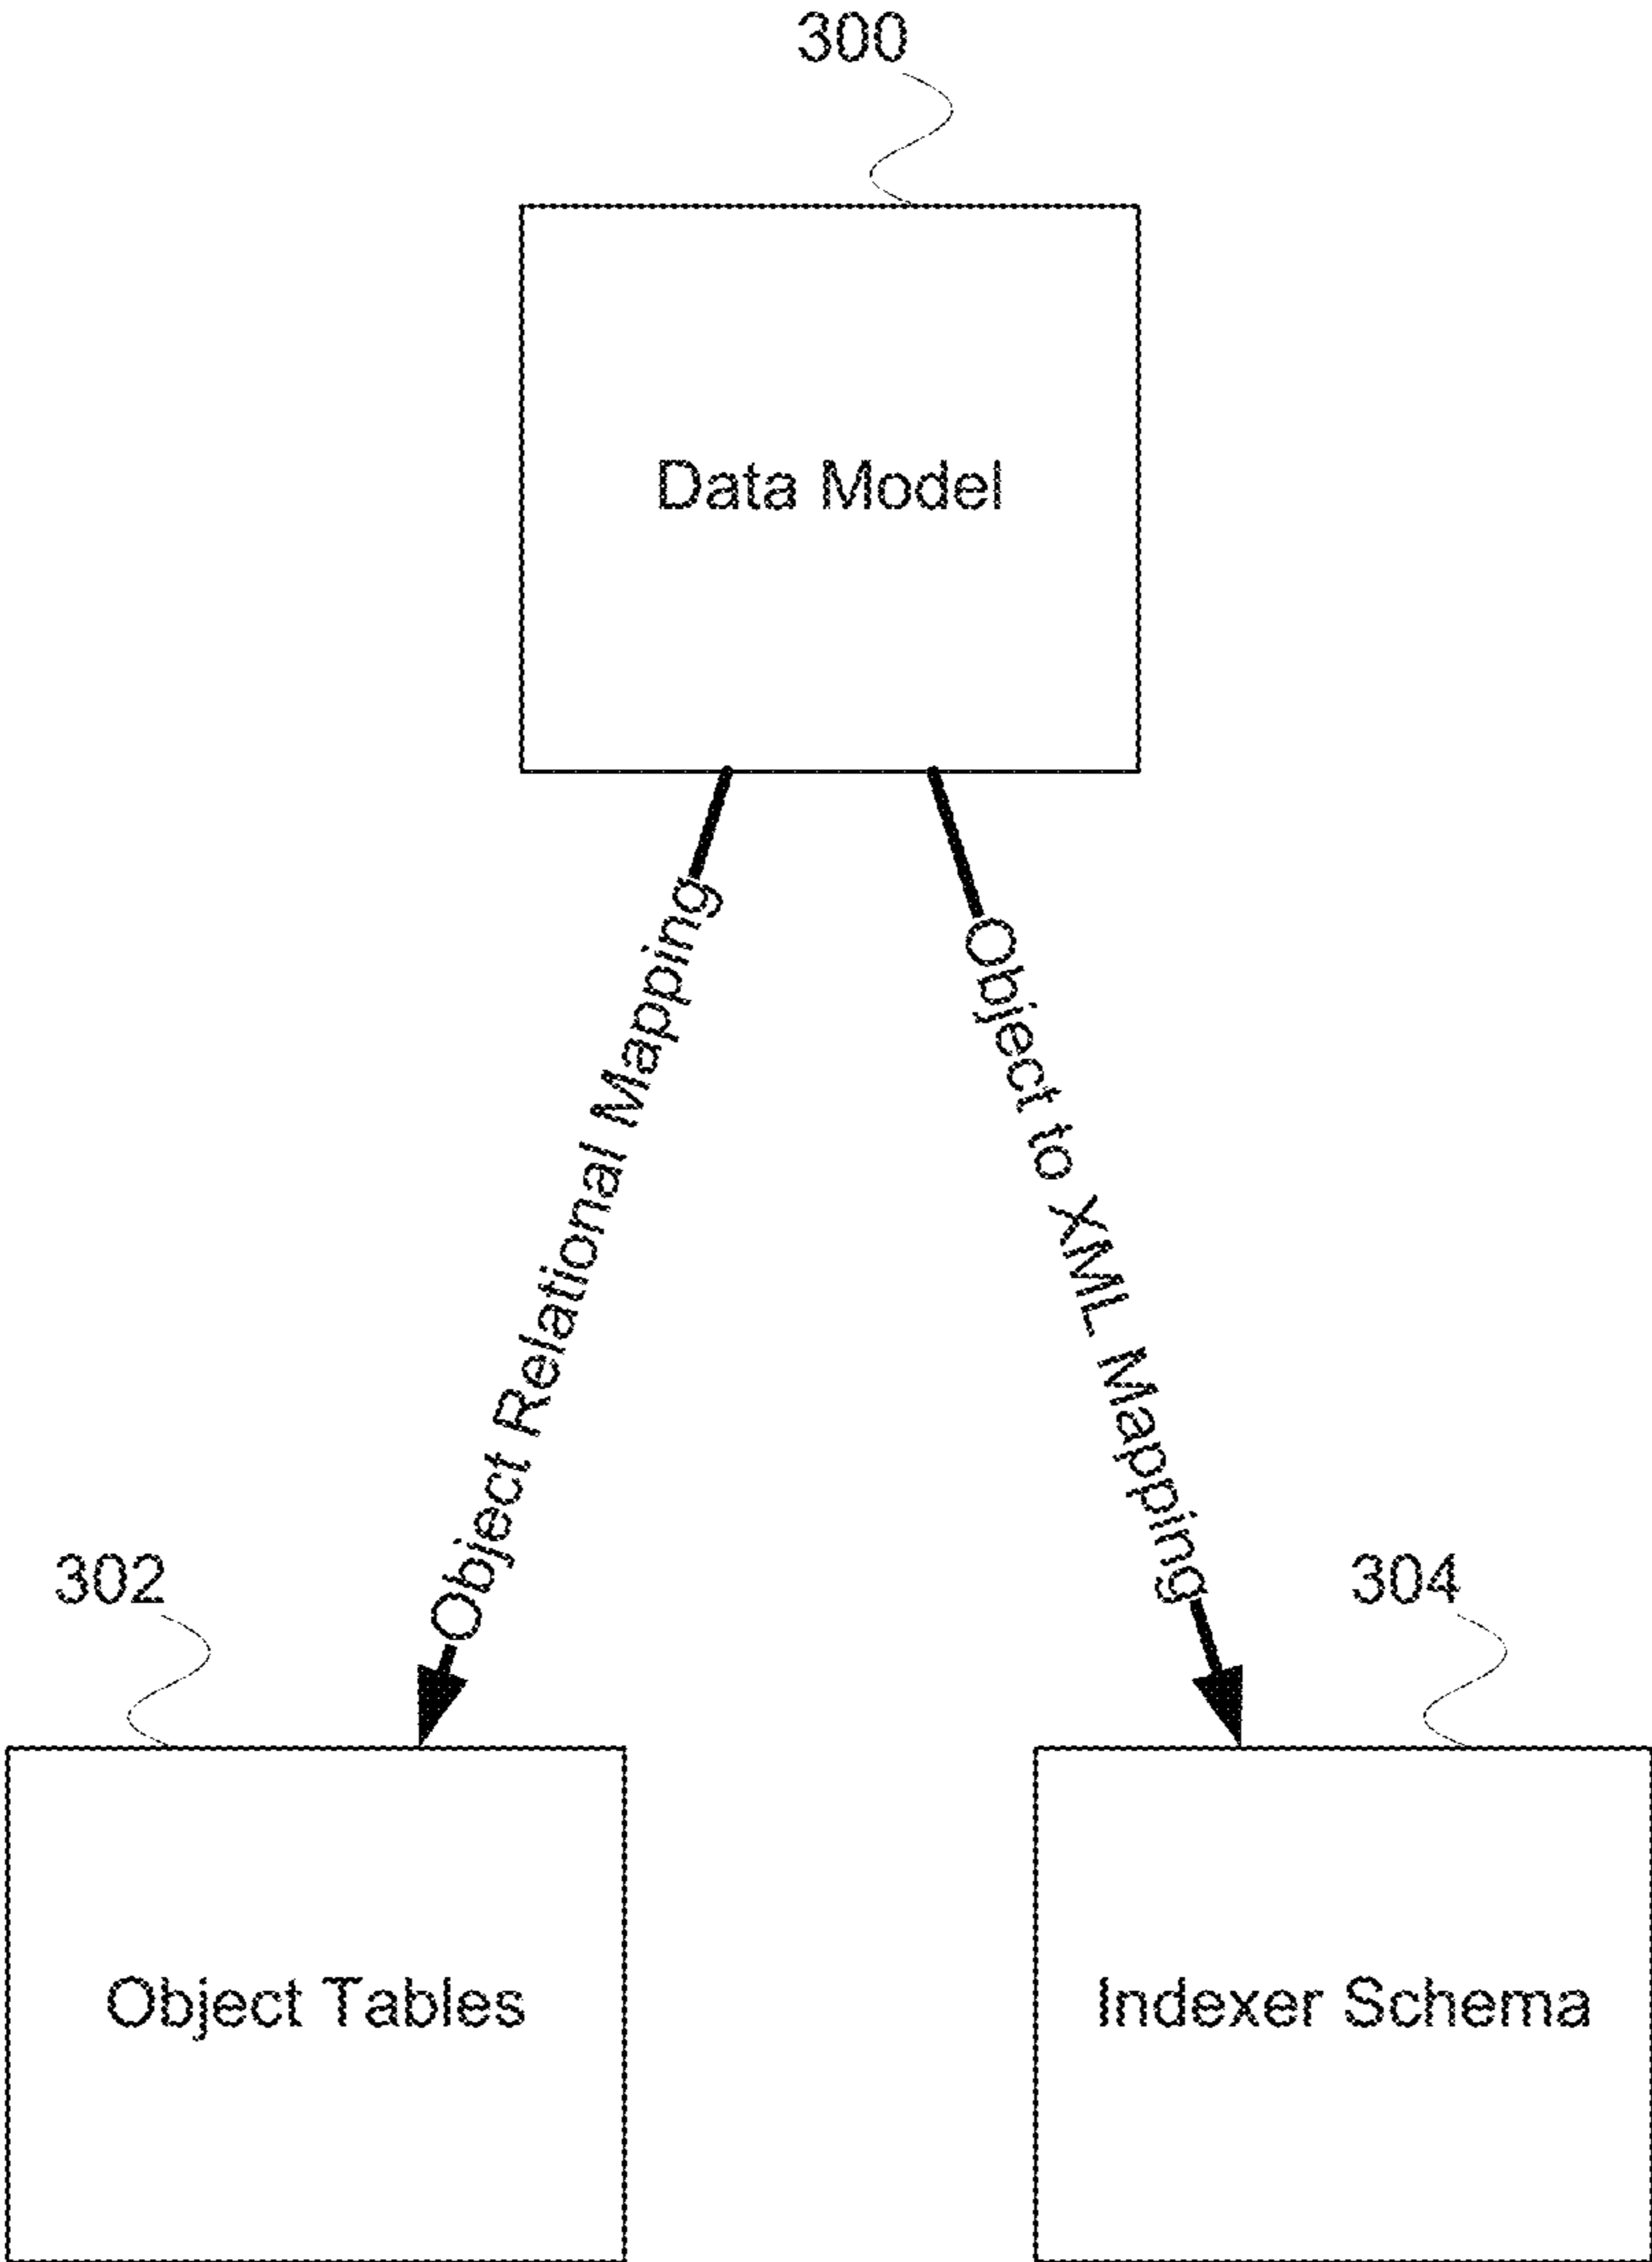 300
Data Model
Object Relational Mapping
Object to XML Mapping
302
304
Object Tables
Indexer Schema